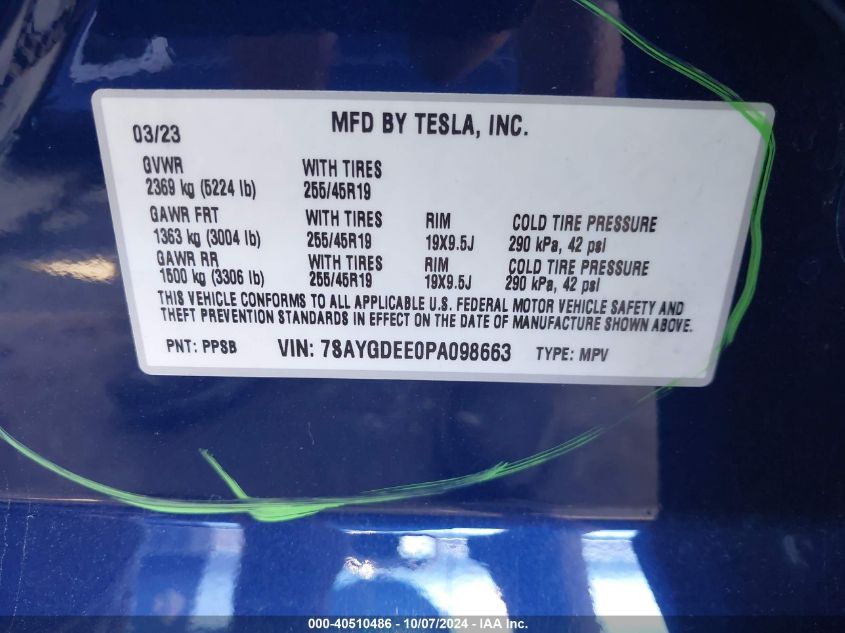 03/23 MFD BY TESLA, INC.
GVWR WITH TIRES
2369 kg (5224 lb) 255/45R19
GAWR FRT WITH TIRES RIM COLD TIRE PRESSURE
1363 kg (3004 lb) 255/45R19 19X9.5J 290 kPa, 42 psi
GAWR RR WITH TIRES RIM COLD TIRE PRESSURE
1500 kg (3306 lb) 255/45R19 19X9.5J 290 kPa, 42 psi
THIS VEHICLE CONFORMS TO ALL APPLICABLE U.S. FEDERAL MOTOR VEHICLE SAFETY AND
THEFT PREVENTION STANDARDS IN EFFECT ON THE DATE OF MANUFACTURE SHOWN ABOVE.
PNT: PPSB VIN: 7SAYGDEE0PA098663 TYPE: MPV
000-40510486 - 10/07/2024 - IAA Inc.